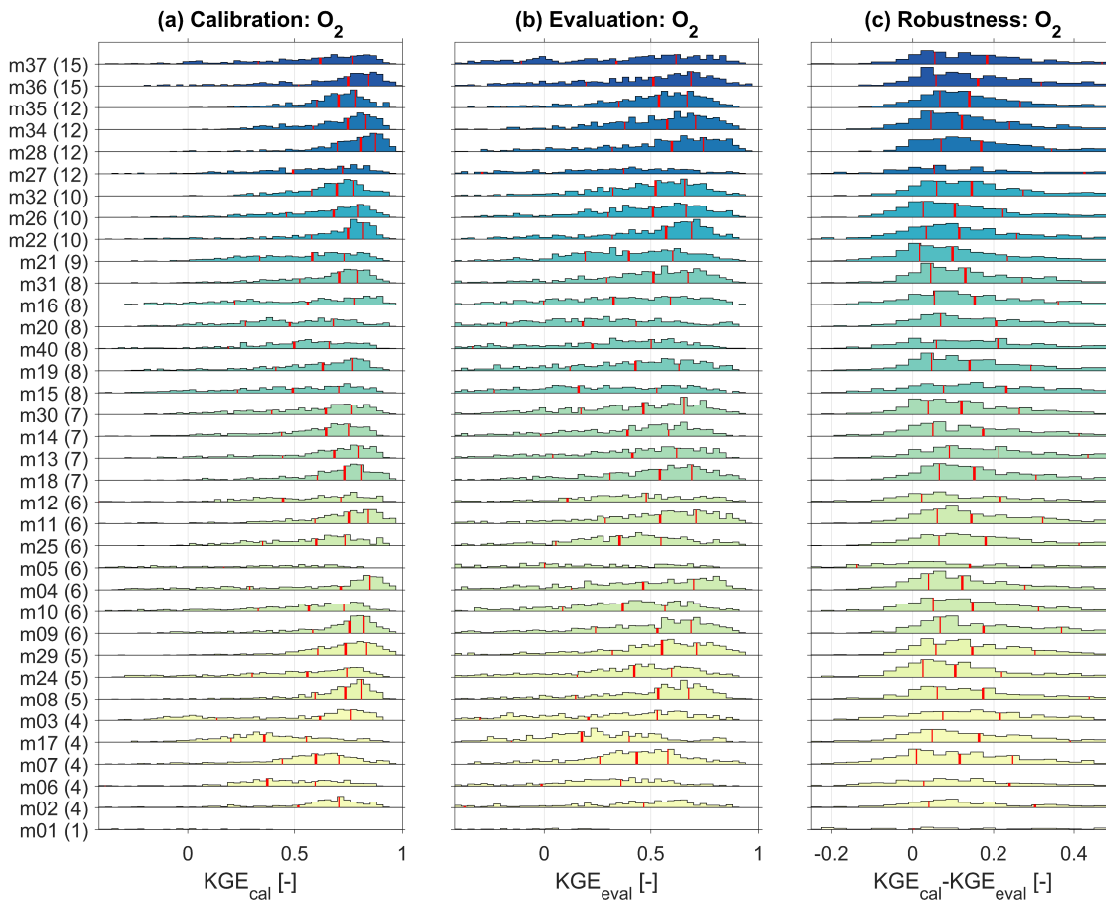 (a) Calibration: O2
(b) Evaluation: O2
(c) Robustness: O2
m37 (15)
m36 (15)
m35 (12)
m34 (12)
m28 (12)
m27 (12)
m32 (10)
m26 (10)
m22 (10)
m21 (9)
m31 (8)
m16 (8)
m20 (8)
m40 (8)
m19 (8)
m15 (8)
m30 (7)
m14 (7)
m13 (7)
m18 (7)
m12 (6)
m11 (6)
m25 (6)
m05 (6)
m04 (6)
m10 (6)
m09 (6)
m29 (5)
m24 (5)
m08 (5)
m03 (4)
m17 (4)
m07 (4)
m06 (4)
m02 (4)
m01 (1)
0 0.5 1
0 0.5 1
-0.2 0 0.2 0.4
KGEcal [-]
KGEeval [-]
KGEcal-KGEeval [-]